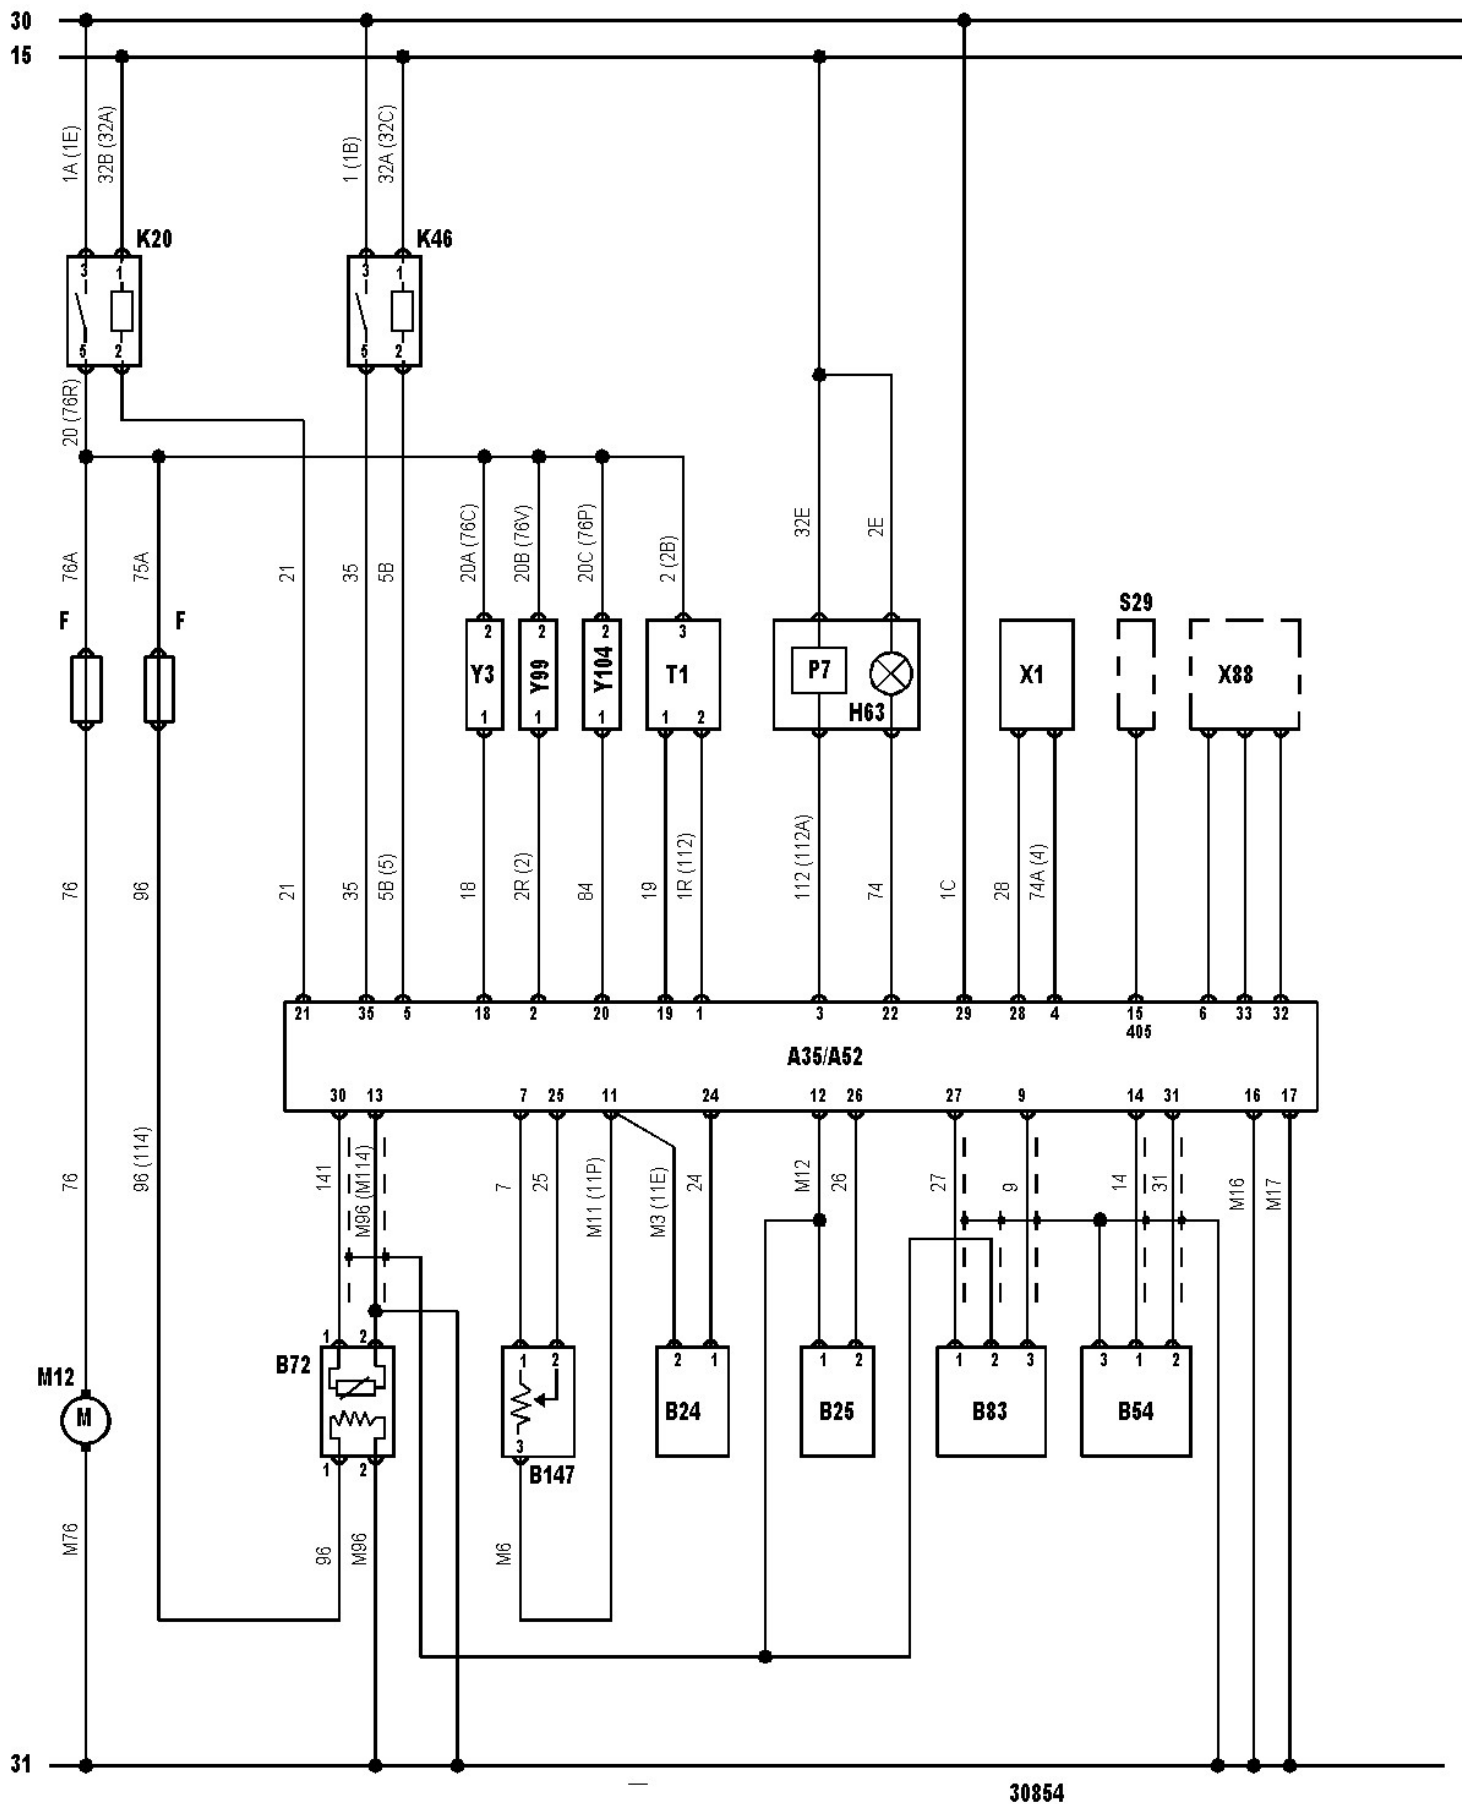 30
15
1A (1E)
32B (32A)
1 (1B)
32A (32C)
K20
K46
3 1
3 1
5 2
5 2
20 (76R)
76A
75A
21
35
5B
20A (76C)
20B (76V)
20C (76P)
2 (2B)
32E
2E
F
F
S29
2
2
2
3
Y3
Y99
Y104
T1
P7
H63
X1
X88
1
1
1
1 2
76
96
21
35
5B (5)
18
2R (2)
84
19
1R (112)
112 (112A)
74
1C
28
74A (4)
21 35 5 18 2 20 19 1 3 22 29 28 4 15 6 33 32
405
A35/A52
30 13 7 25 11 24 12 26 27 9 14 31 16 17
76
96 (114)
141
M96 (M114)
7
25
M11 (11P)
M3 (11E)
24
M12
26
27
9
14
31
M16
M17
1 2
B72
1 2
2 1
1 2
1 2 3
3 1 2
M12
M
B24
B25
B83
B54
3
1 2
B147
M76
96
M96
M6
31
30854